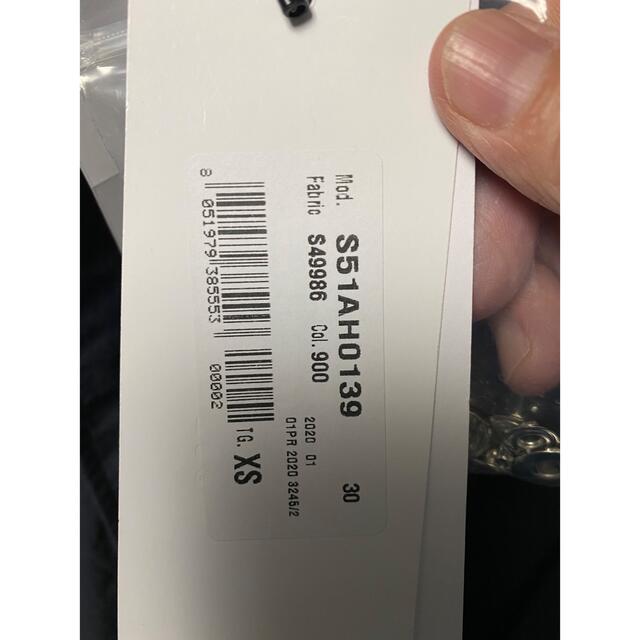 Mod. S51AH0139 30
Fabric S49986 Col. 900
2020 01
01PR 2020 3245/2
8 051979 385553 00002
TG. XS